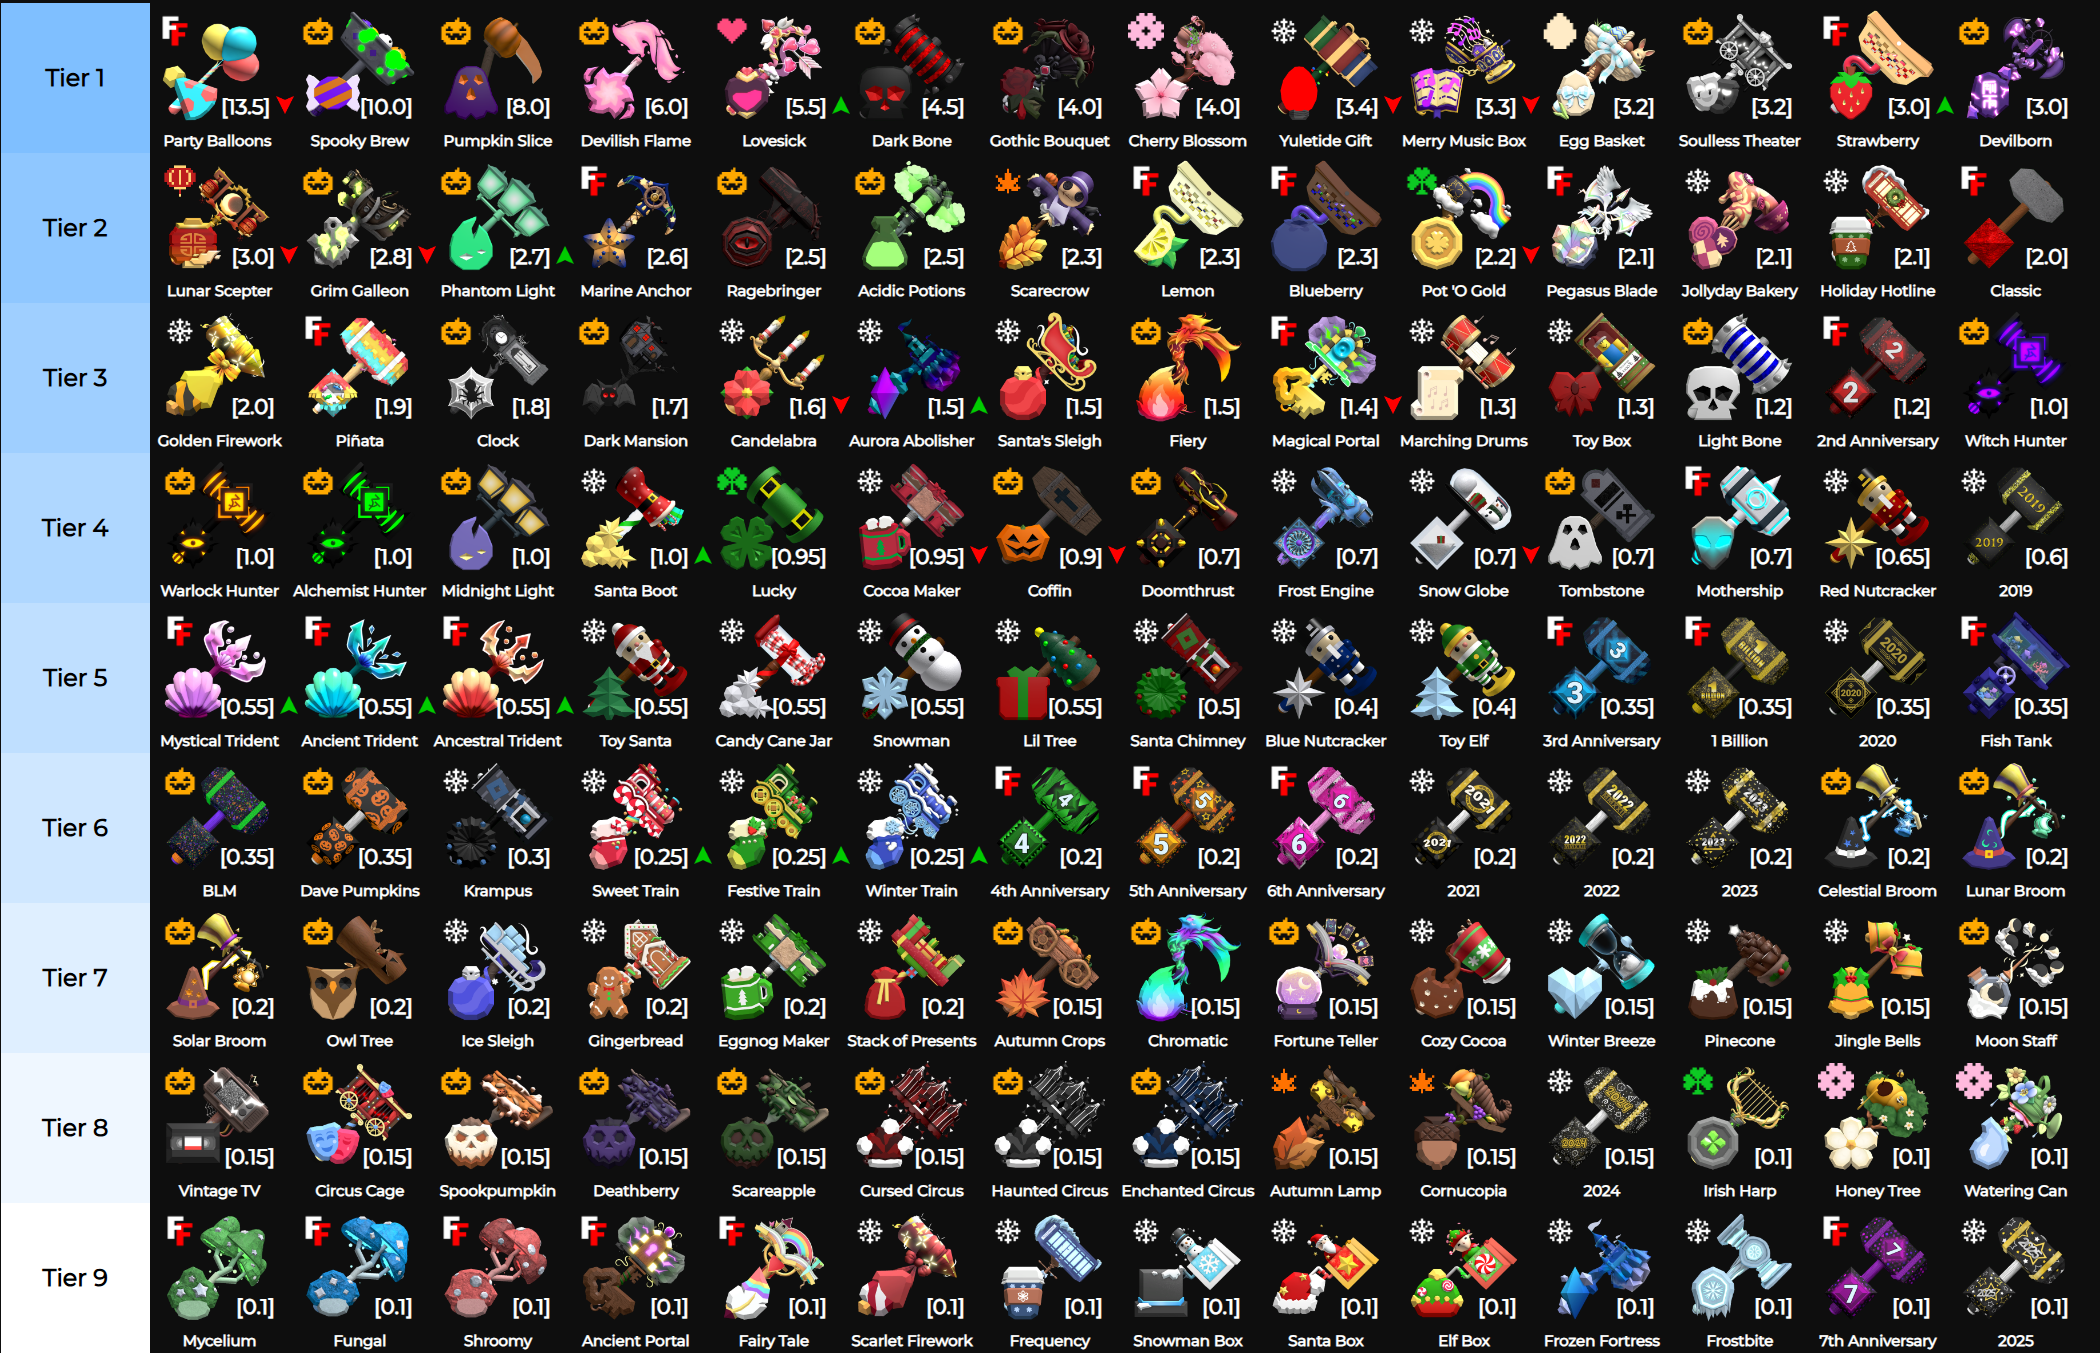 Tier 1
[13.5] [10.0] [8.0] [6.0] [5.5] [4.5] [4.0] [4.0] [3.4] [3.3] [3.2] [3.2] [3.0] [3.0]
Party Balloons Spooky Brew Pumpkin Slice Devilish Flame Lovesick Dark Bone Gothic Bouquet Cherry Blossom Yuletide Gift Merry Music Box Egg Basket Soulless Theater Strawberry Devilborn
Tier 2
[3.0] [2.8] [2.7] [2.6] [2.5] [2.5] [2.3] [2.3] [2.3] [2.2] [2.1] [2.1] [2.1] [2.0]
Lunar Scepter Grim Galleon Phantom Light Marine Anchor Ragebringer Acidic Potions Scarecrow Lemon Blueberry Pot 'O Gold Pegasus Blade Jollyday Bakery Holiday Hotline Classic
Tier 3
[2.0] [1.9] [1.8] [1.7] [1.6] [1.5] [1.5] [1.5] [1.4] [1.3] [1.3] [1.2] [1.2] [1.0]
Golden Firework Piñata Clock Dark Mansion Candelabra Aurora Abolisher Santa's Sleigh Fiery Magical Portal Marching Drums Toy Box Light Bone 2nd Anniversary Witch Hunter
Tier 4
[1.0] [1.0] [1.0] [1.0] [0.95] [0.95] [0.9] [0.7] [0.7] [0.7] [0.7] [0.7] [0.65] [0.6]
Warlock Hunter Alchemist Hunter Midnight Light Santa Boot Lucky Cocoa Maker Coffin Doomthrust Frost Engine Snow Globe Tombstone Mothership Red Nutcracker 2019
Tier 5
[0.55] [0.55] [0.55] [0.55] [0.55] [0.55] [0.55] [0.5] [0.4] [0.4] [0.35] [0.35] [0.35] [0.35]
Mystical Trident Ancient Trident Ancestral Trident Toy Santa Candy Cane Jar Snowman Lil Tree Santa Chimney Blue Nutcracker Toy Elf 3rd Anniversary 1 Billion 2020 Fish Tank
Tier 6
[0.35] [0.35] [0.3] [0.25] [0.25] [0.25] [0.2] [0.2] [0.2] [0.2] [0.2] [0.2] [0.2] [0.2]
BLM Dave Pumpkins Krampus Sweet Train Festive Train Winter Train 4th Anniversary 5th Anniversary 6th Anniversary 2021 2022 2023 Celestial Broom Lunar Broom
Tier 7
[0.2] [0.2] [0.2] [0.2] [0.2] [0.2] [0.15] [0.15] [0.15] [0.15] [0.15] [0.15] [0.15] [0.15]
Solar Broom Owl Tree Ice Sleigh Gingerbread Eggnog Maker Stack of Presents Autumn Crops Chromatic Fortune Teller Cozy Cocoa Winter Breeze Pinecone Jingle Bells Moon Staff
Tier 8
[0.15] [0.15] [0.15] [0.15] [0.15] [0.15] [0.15] [0.15] [0.15] [0.15] [0.15] [0.1] [0.1] [0.1]
Vintage TV Circus Cage Spookpumpkin Deathberry Scareapple Cursed Circus Haunted Circus Enchanted Circus Autumn Lamp Cornucopia 2024 Irish Harp Honey Tree Watering Can
Tier 9
[0.1] [0.1] [0.1] [0.1] [0.1] [0.1] [0.1] [0.1] [0.1] [0.1] [0.1] [0.1] [0.1] [0.1]
Mycelium Fungal Shroomy Ancient Portal Fairy Tale Scarlet Firework Frequency Snowman Box Santa Box Elf Box Frozen Fortress Frostbite 7th Anniversary 2025